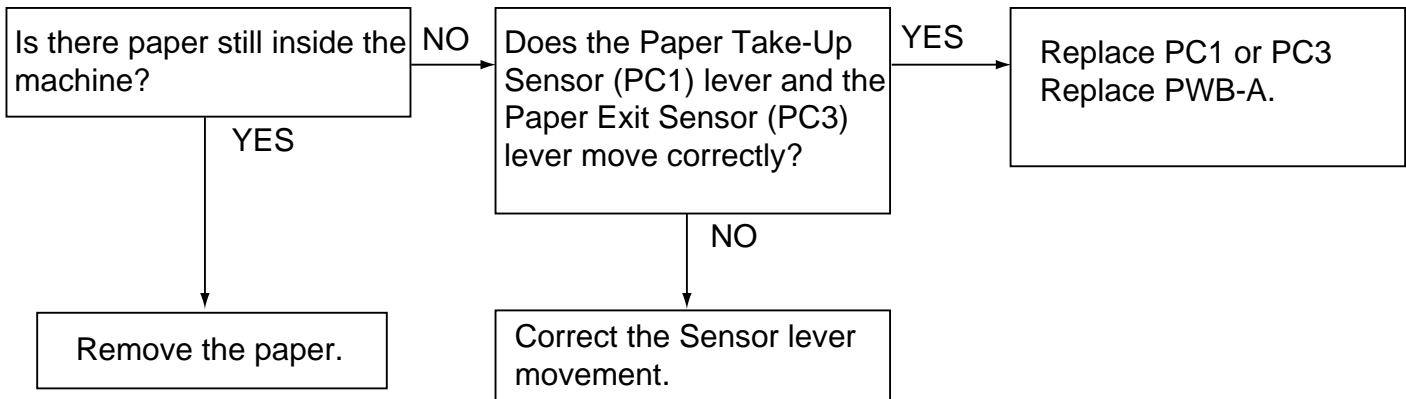 Is there paper still inside the
machine?
NO
Does the Paper Take-Up
Sensor (PC1) lever and the
Paper Exit Sensor (PC3)
lever move correctly?
YES
Replace PC1 or PC3
Replace PWB-A.
YES
NO
Remove the paper.
Correct the Sensor lever
movement.